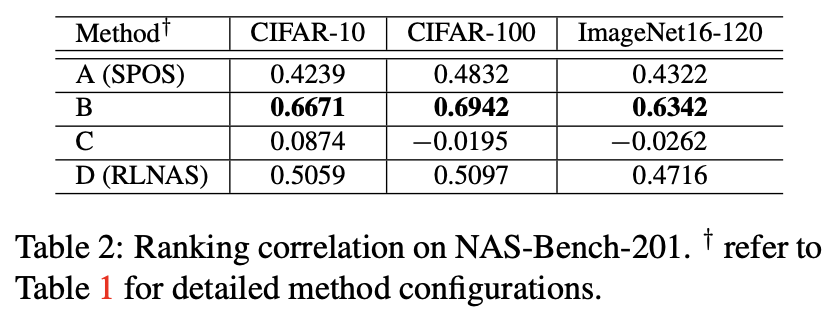 Method† CIFAR-10 CIFAR-100 ImageNet16-120
A (SPOS) 0.4239 0.4832 0.4322
B 0.6671 0.6942 0.6342
C 0.0874 −0.0195 −0.0262
D (RLNAS) 0.5059 0.5097 0.4716
Table 2: Ranking correlation on NAS-Bench-201. † refer to
Table 1 for detailed method configurations.